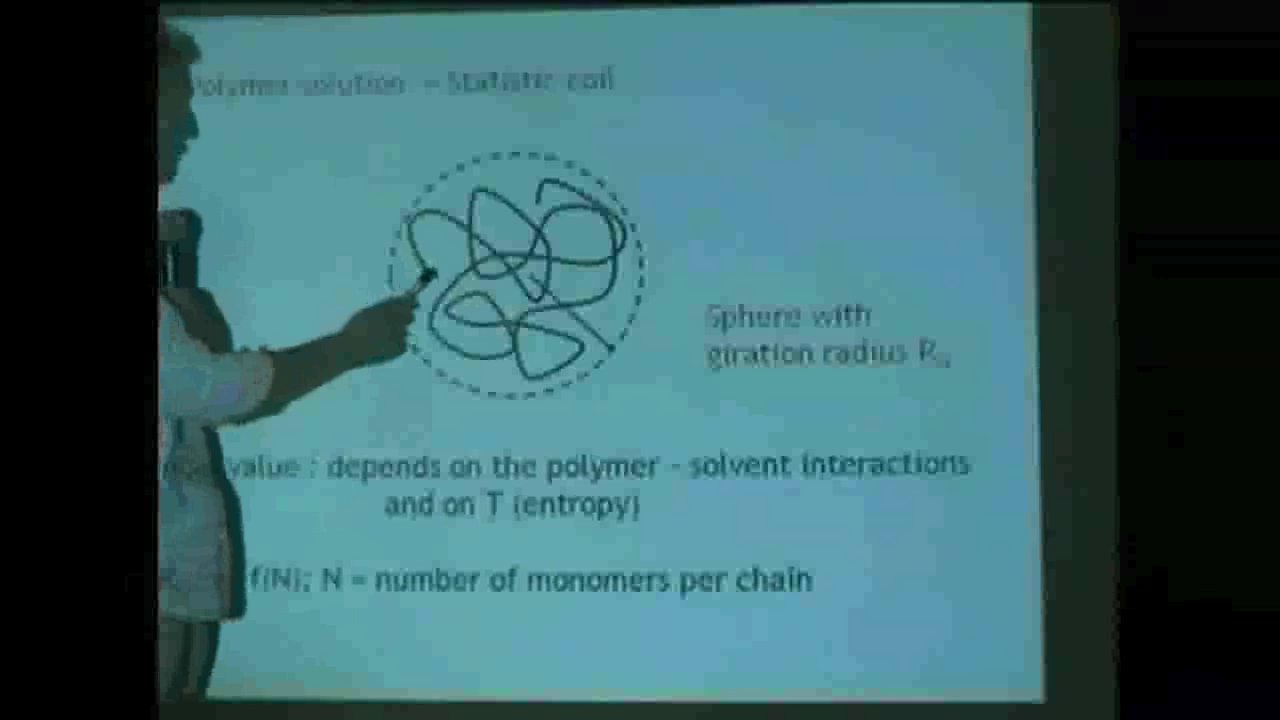 Polymer solution - Statistic coil
Sphere with
giration radius R
value : depends on the polymer - solvent interactions
and on T (entropy)
f(N); N = number of monomers per chain